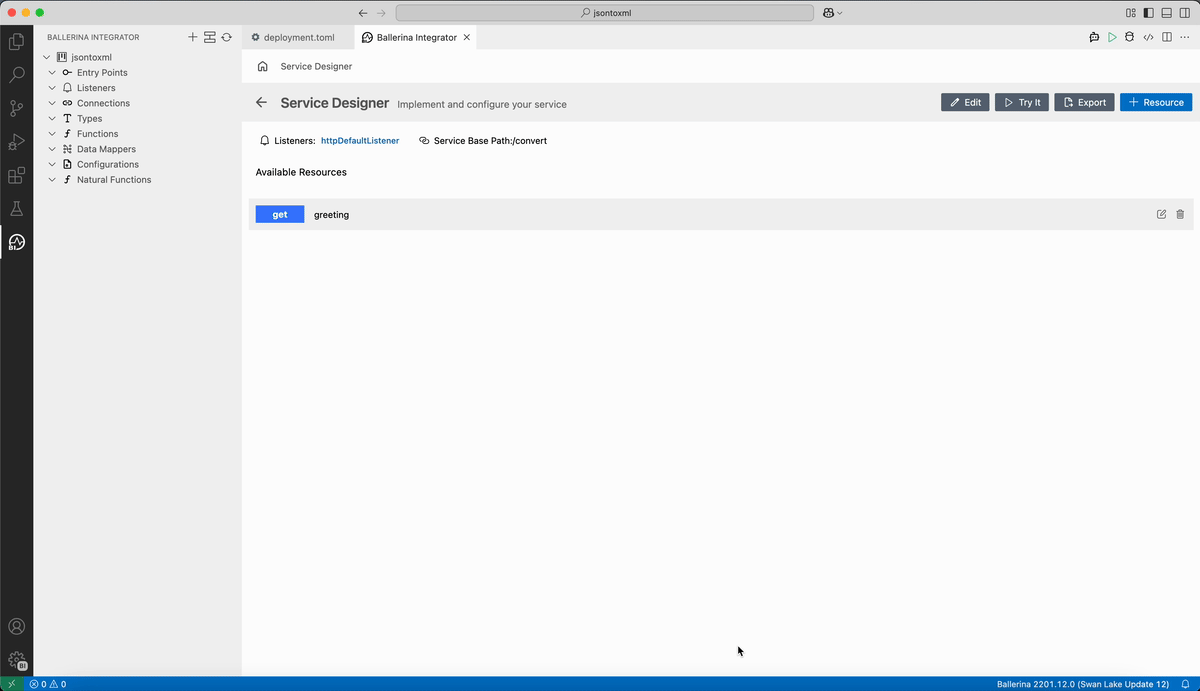 jsontoxml
BALLERINA INTEGRATOR
deployment.toml
Ballerina Integrator
jsontoxml
Entry Points
Listeners
Connections
Types
Functions
Data Mappers
Configurations
Natural Functions
Service Designer
Service Designer Implement and configure your service
Edit
Try It
Export
Resource
Listeners: httpDefaultListener
Service Base Path:/convert
Available Resources
get greeting
BI
BI
0 0
Ballerina 2201.12.0 (Swan Lake Update 12)